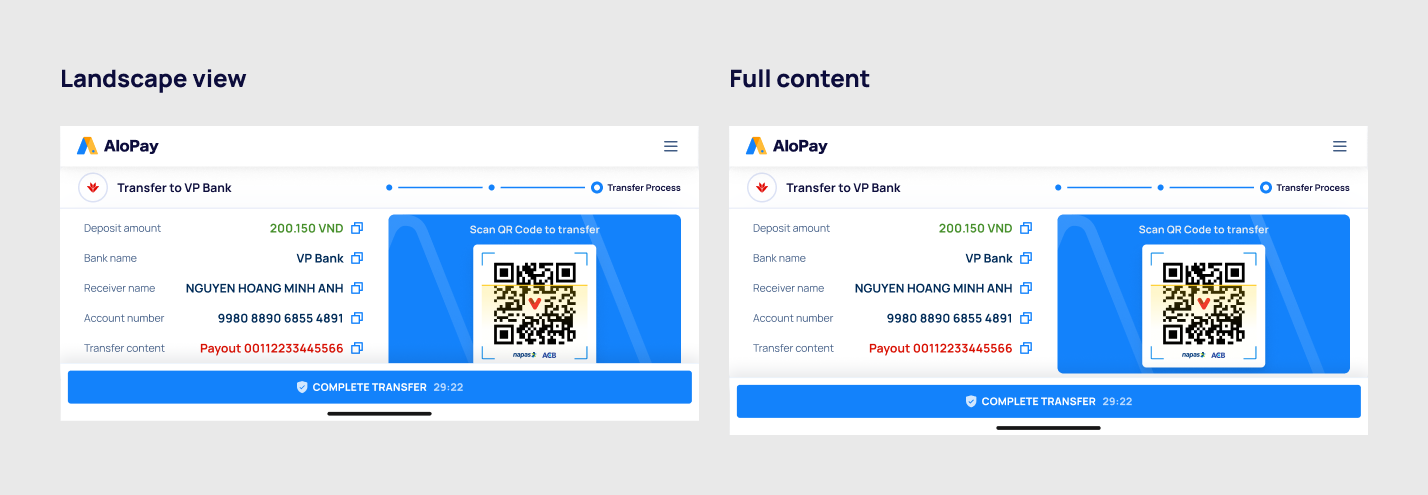 Landscape view
AloPay
Transfer to VP Bank
Transfer Process
Deposit amount 200.150 VND
Bank name VP Bank
Receiver name NGUYEN HOANG MINH ANH
Account number 9980 8890 6855 4891
Transfer content Payout 00112233445566
Scan QR Code to transfer
napas ACB
COMPLETE TRANSFER 29:22
Full content
AloPay
Transfer to VP Bank
Transfer Process
Deposit amount 200.150 VND
Bank name VP Bank
Receiver name NGUYEN HOANG MINH ANH
Account number 9980 8890 6855 4891
Transfer content Payout 00112233445566
Scan QR Code to transfer
napas ACB
COMPLETE TRANSFER 29:22